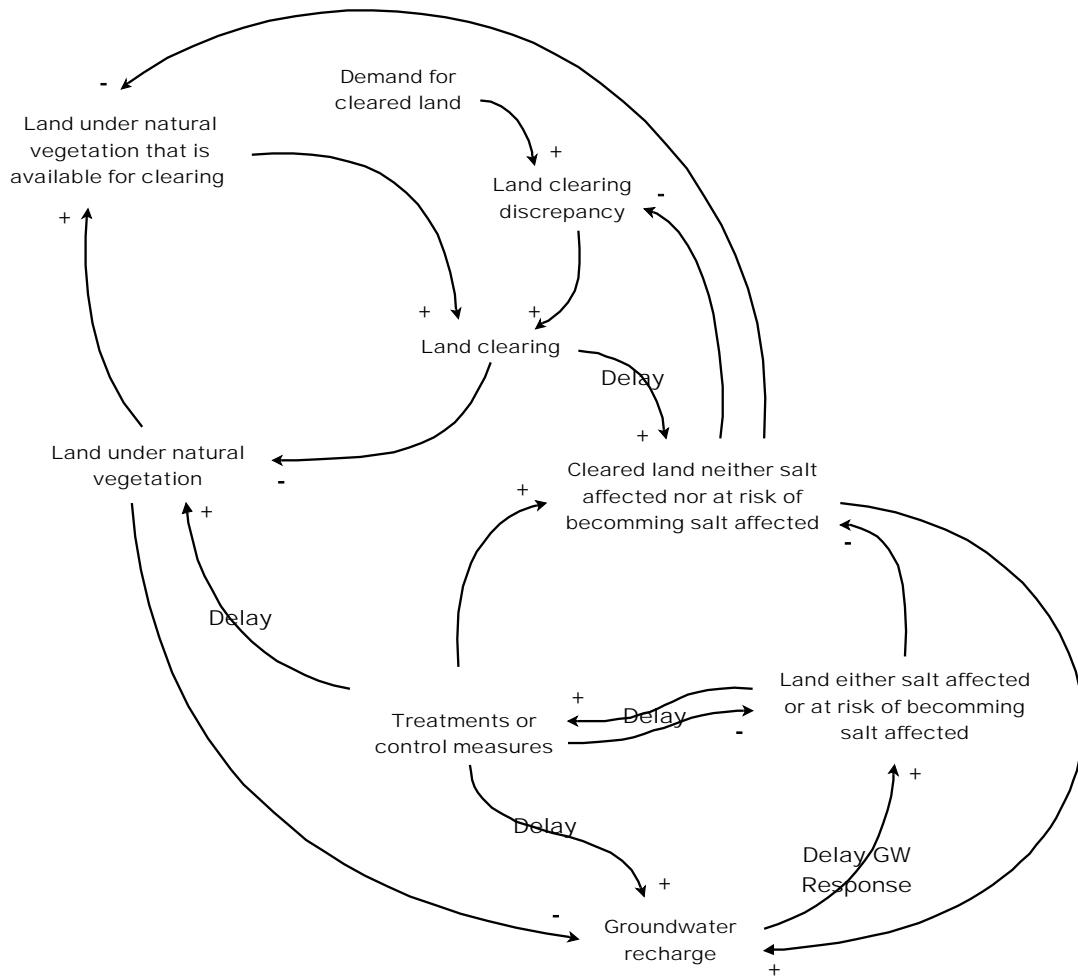 -
Demand for
cleared land
Land under natural
vegetation that is
available for clearing
+
Land clearing
discrepancy
-
+
+
+
Land clearing
Delay
+
Land under natural
vegetation
-
Cleared land neither salt
affected nor at risk of
becomming salt affected
+
+
-
Delay
Land either salt affected
or at risk of becomming
salt affected
+
Delay
-
Treatments or
control measures
+
Delay
Delay GW
Response
+
-
Groundwater
recharge
+